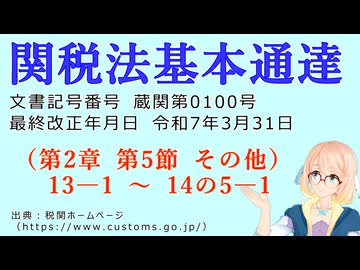 関税法基本通達
文書記号番号 蔵関第0100号
最終改正年月日 令和7年3月31日
(第2章 第5節 その他)
13―1 ～ 14の5―1
出典：税関ホームページ
(https://www.customs.go.jp/)